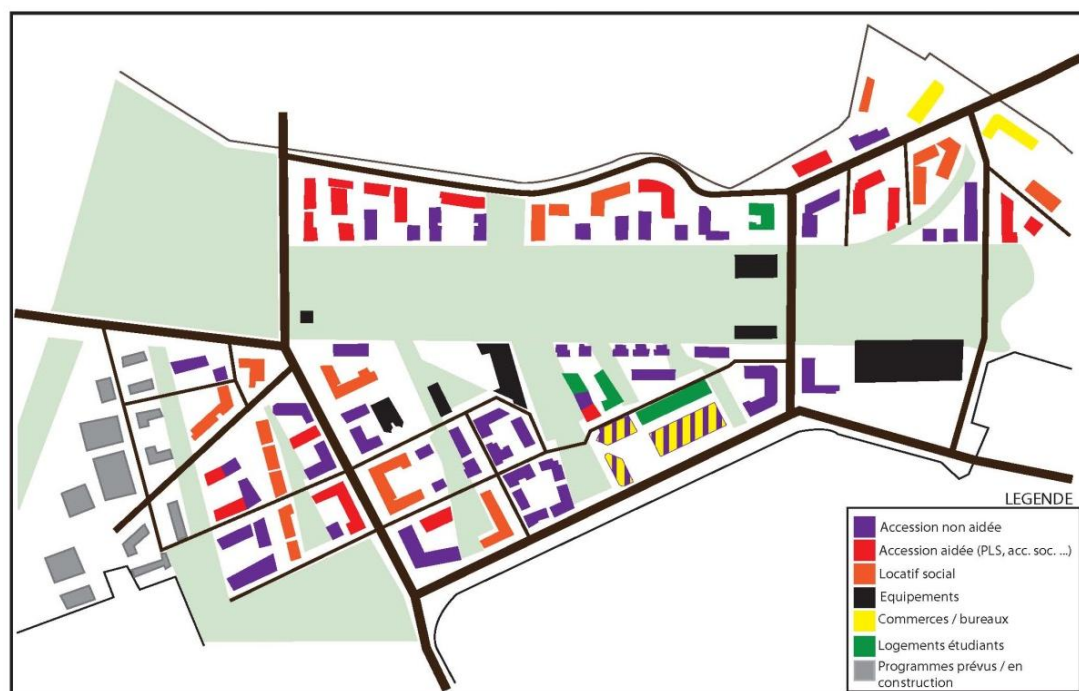 LEGENDE
Accession non aidée
Accession aidée (PLS, acc. soc. ...)
Locatif social
Equipements
Commerces / bureaux
Logements étudiants
Programmes prévus / en
construction